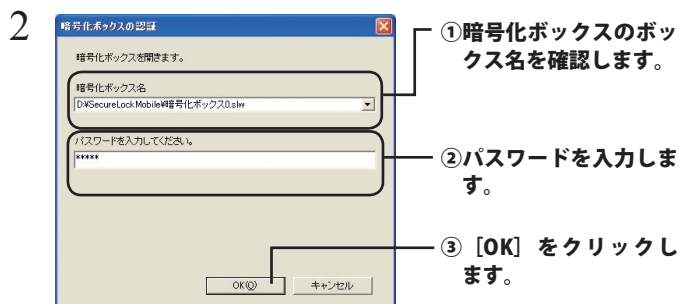 2
暗号化ボックスの認証
暗号化ボックスを開きます。
暗号化ボックス名
D:¥SecureLockMobile¥暗号化ボックス0.slw
パスワードを入力してください。
*****
OK(O)
キャンセル
①暗号化ボックスのボッ
クス名を確認します。
②パスワードを入力しま
す。
③［OK］をクリックし
ます。